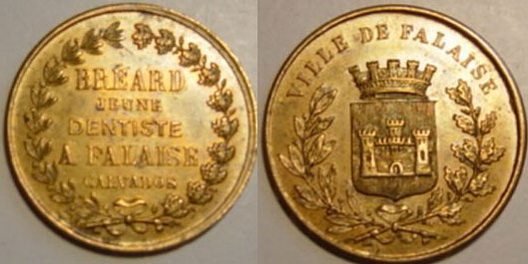 BRÉARD
JEUNE
DENTISTE
A FALAISE
CALVADOS
VILLE DE FALAISE